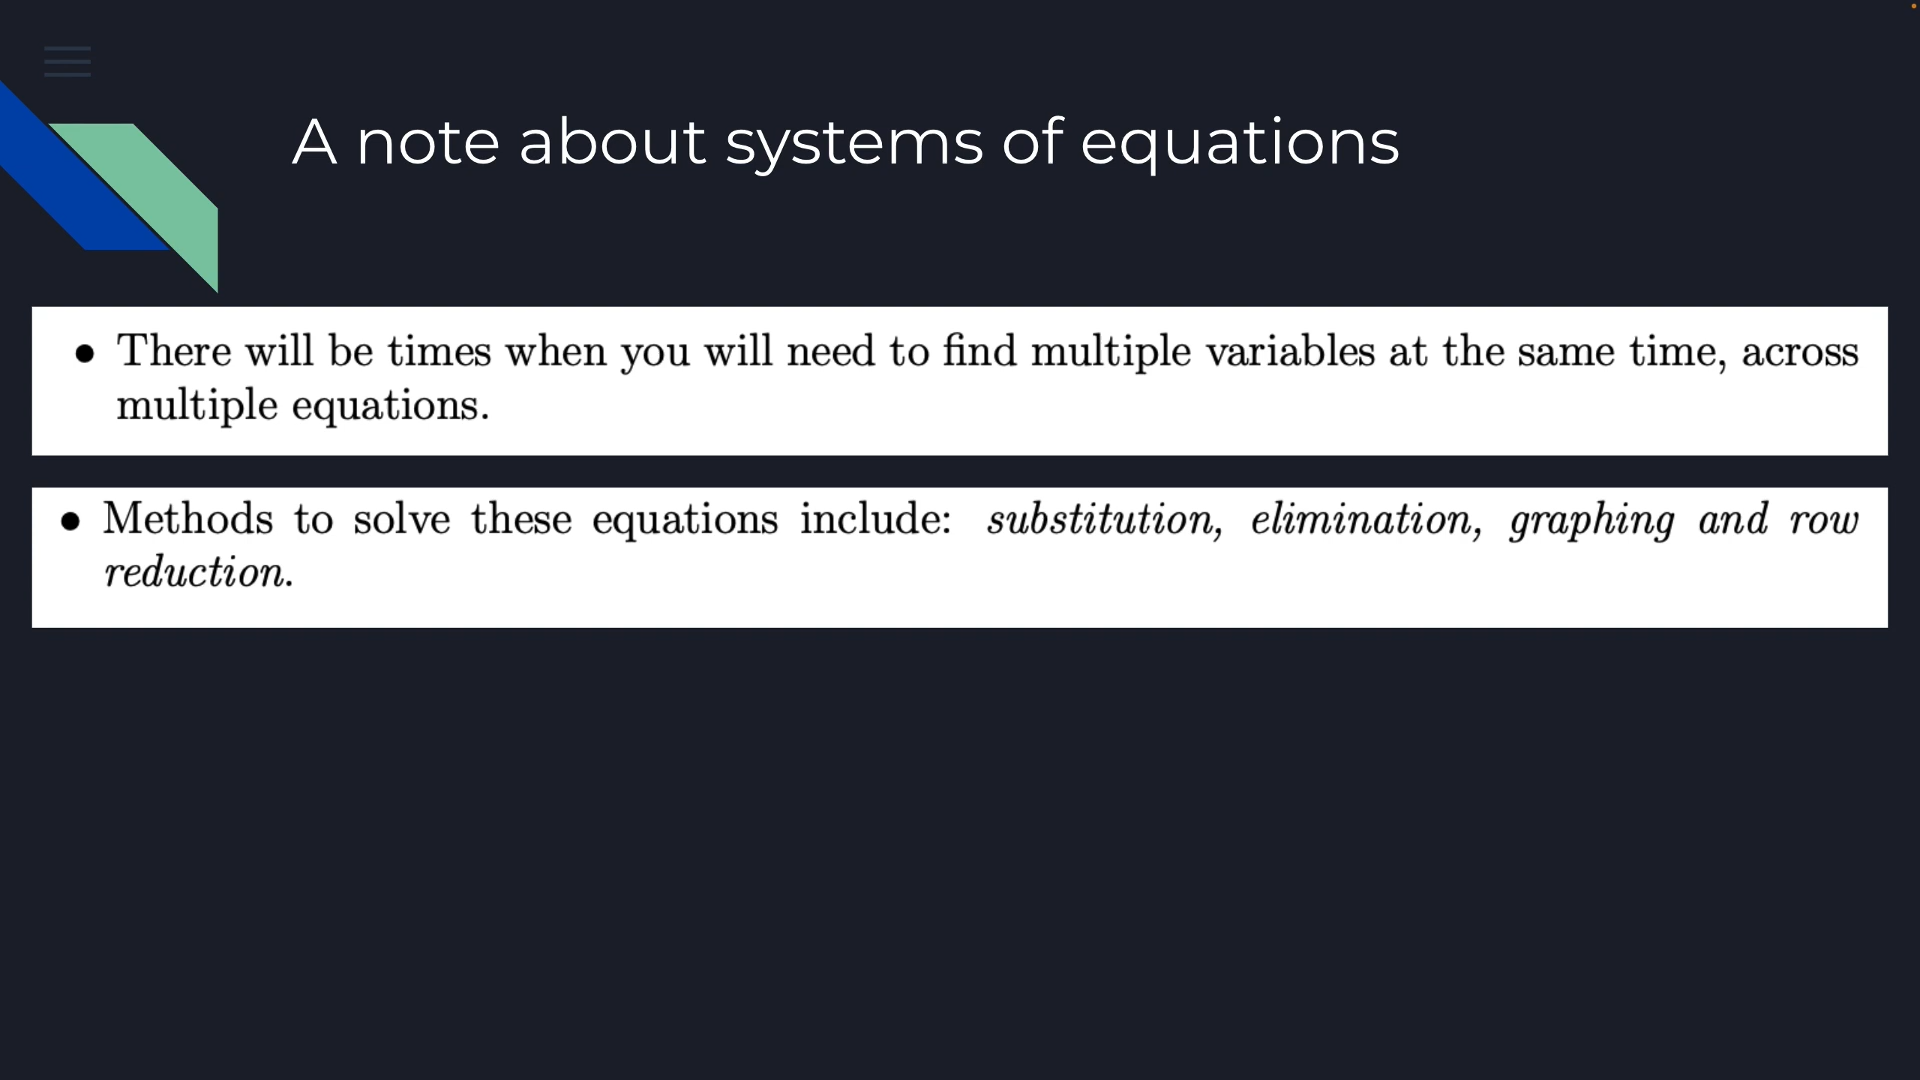 A note about systems of equations
• There will be times when you will need to find multiple variables at the same time, across
multiple equations.
• Methods to solve these equations include: substitution, elimination, graphing and row
reduction.